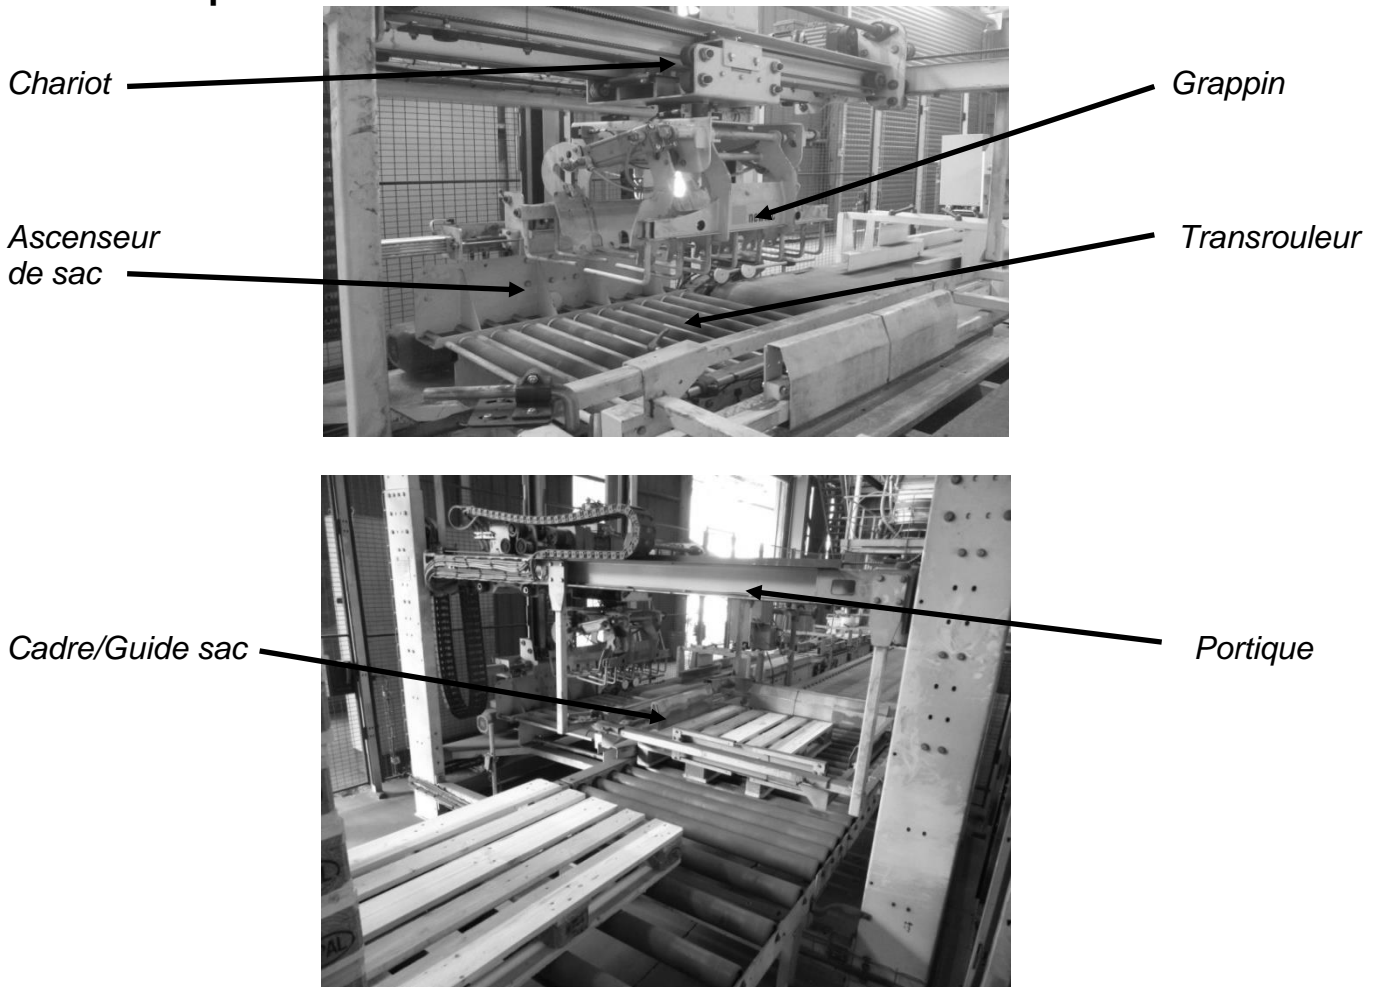 Chariot
Grappin
Ascenseur
de sac
Transrouleur
Cadre/Guide sac
Portique